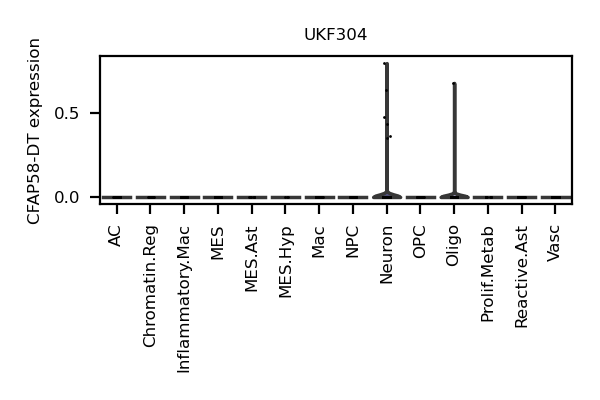 UKF304
CFAP58-DT expression
0.5
0.0
AC
Chromatin.Reg
Inflammatory.Mac
MES
MES.Ast
MES.Hyp
Mac
NPC
Neuron
OPC
Oligo
Prolif.Metab
Reactive.Ast
Vasc